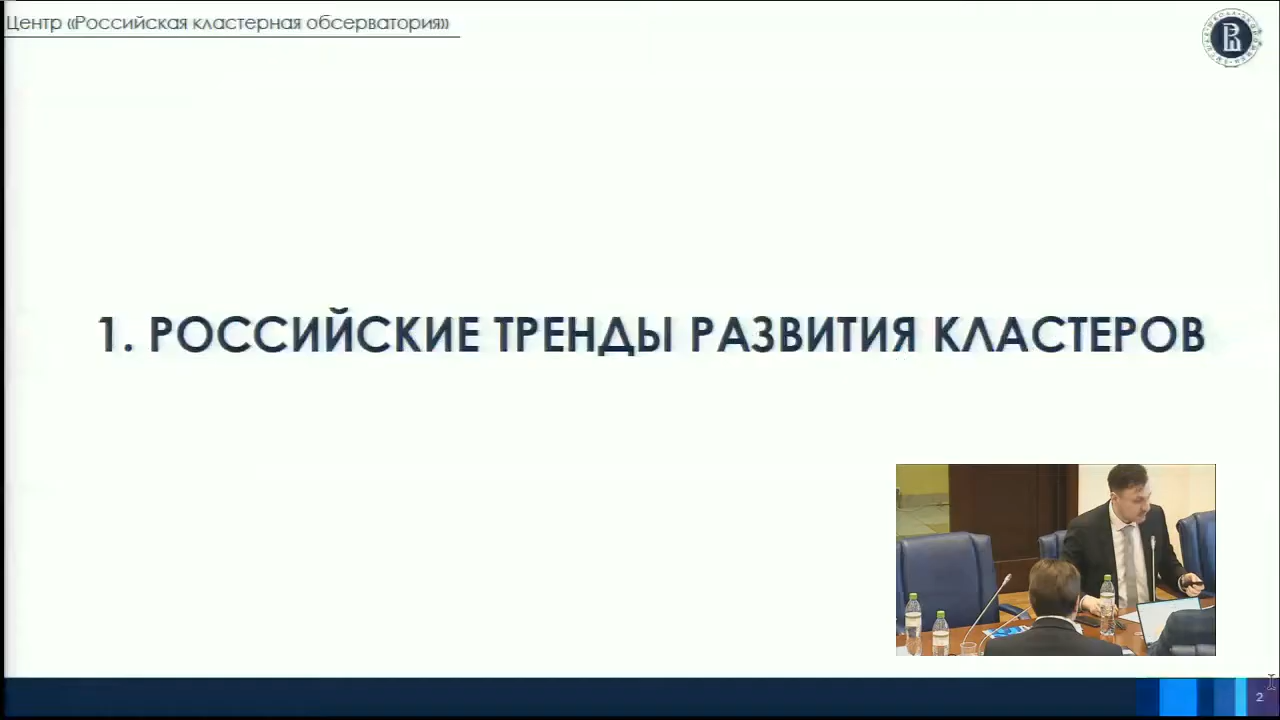 Центр «Российская кластерная обсерватория»
1. РОССИЙСКИЕ ТРЕНДЫ РАЗВИТИЯ КЛАСТЕРОВ
2